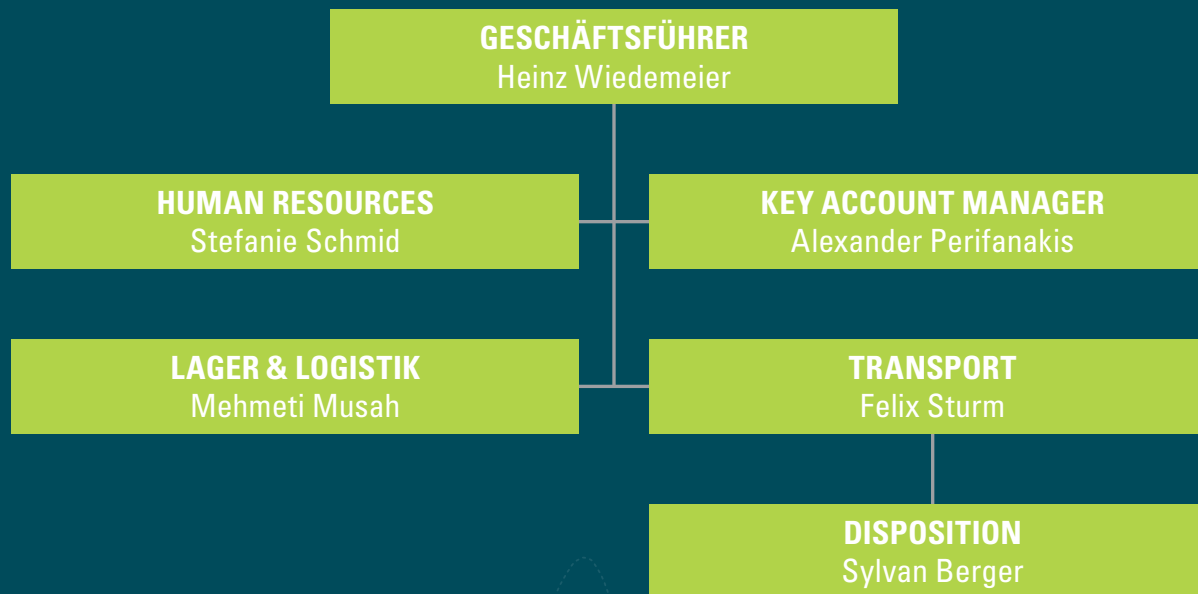 GESCHÄFTSFÜHRER
Heinz Wiedemeier
HUMAN RESOURCES
Stefanie Schmid
KEY ACCOUNT MANAGER
Alexander Perifanakis
LAGER & LOGISTIK
Mehmeti Musah
TRANSPORT
Felix Sturm
DISPOSITION
Sylvan Berger